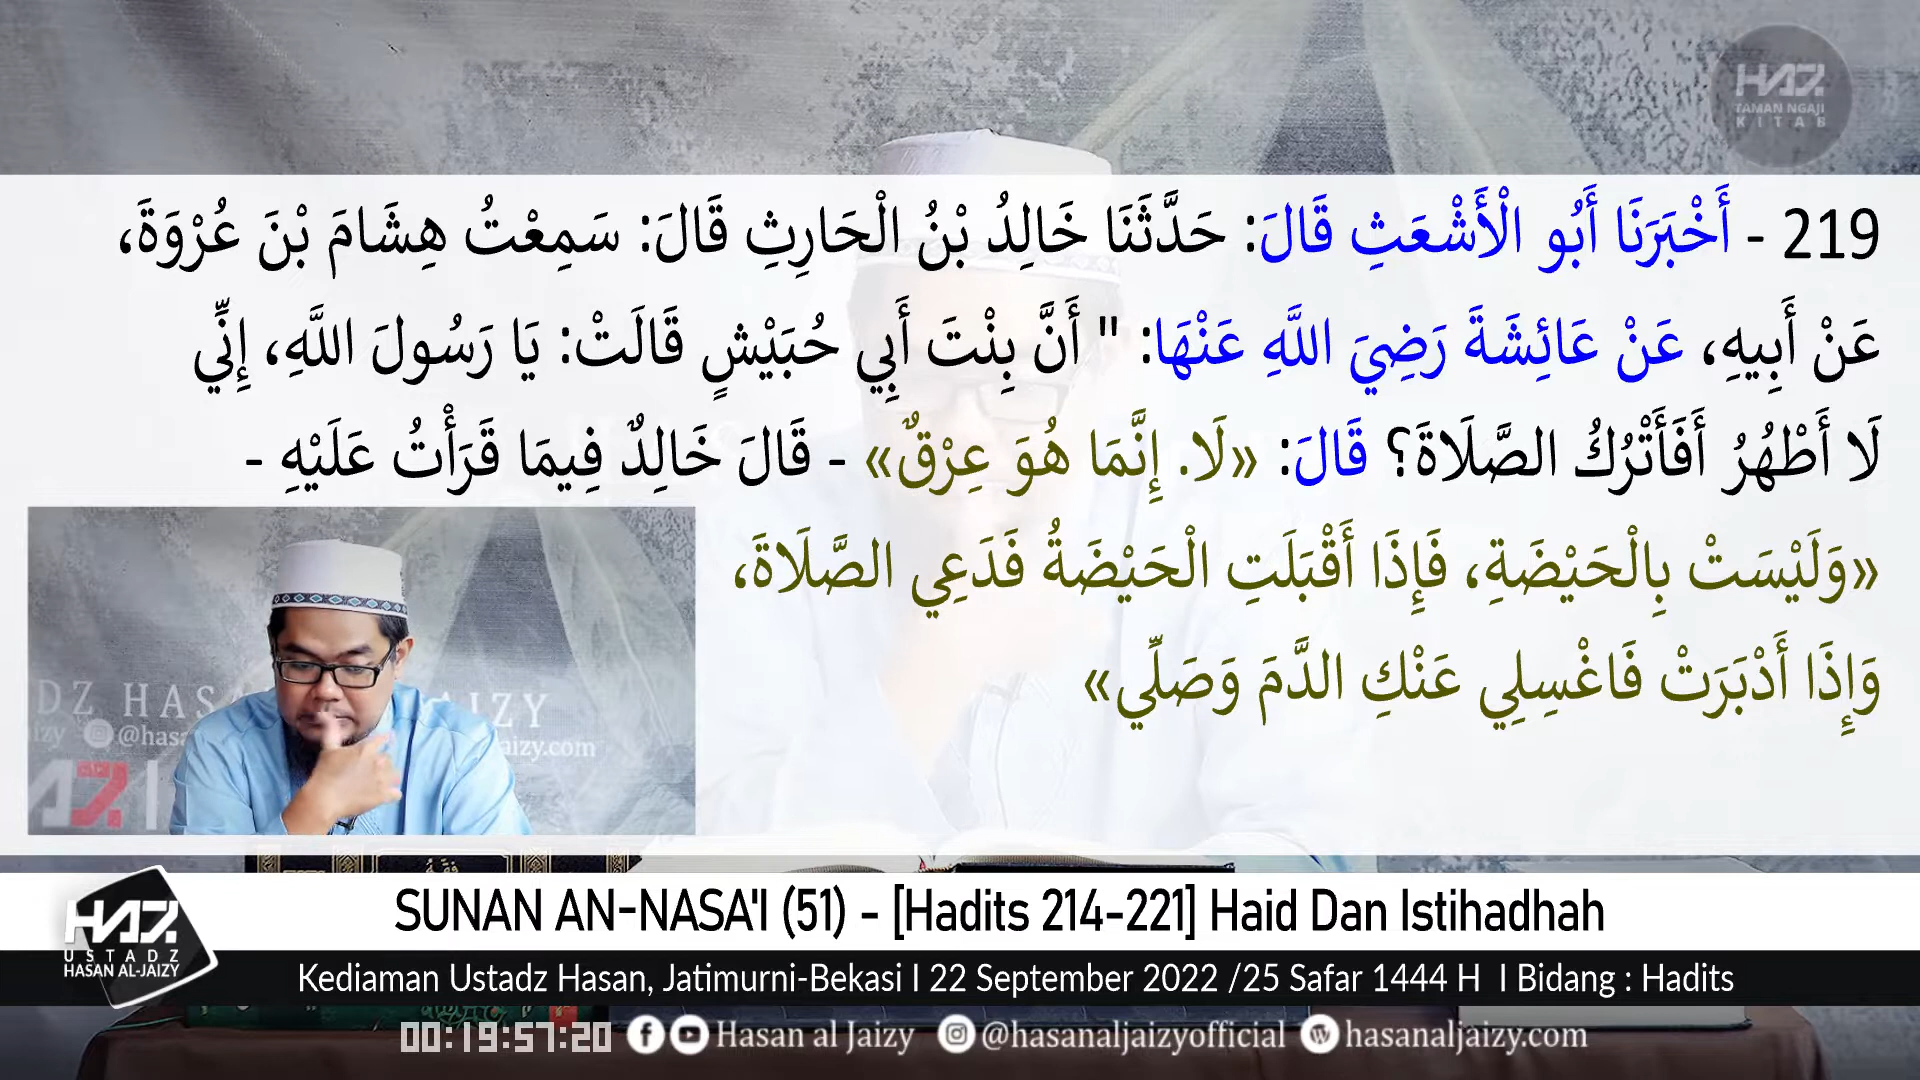 HAZ
TAMAN NGAJI
KITAB
219 - أَخْبَرَنَا أَبُو الْأَشْعَثِ قَالَ: حَدَّثَنَا خَالِدُ بْنُ الْحَارِثِ قَالَ: سَمِعْتُ هِشَامَ بْنَ عُرْوَةَ،
عَنْ أَبِيهِ، عَنْ عَائِشَةَ رَضِيَ اللَّهِ عَنْهَا: " أَنَّ بِنْتَ أَبِي حُبَيْشٍ قَالَتْ: يَا رَسُولَ اللَّهِ، إِنِّي
لَا أَطْهُرُ أَفَأَتْرُكُ الصَّلَاةَ؟ قَالَ: «لَا. إِنَّمَا هُوَ عِرْقٌ» - قَالَ خَالِدٌ فِيمَا قَرَأْتُ عَلَيْهِ -
«وَلَيْسَتْ بِالْحَيْضَةِ، فَإِذَا أَقْبَلَتِ الْحَيْضَةُ فَدَعِي الصَّلَاةَ،
وَإِذَا أَدْبَرَتْ فَاغْسِلِي عَنْكِ الدَّمَ وَصَلِّي»
SUNAN AN-NASA'I (51) - [Hadits 214-221] Haid Dan Istihadhah
HAZ
USTADZ
HASAN AL-JAIZY
Kediaman Ustadz Hasan, Jatimurni-Bekasi I 22 September 2022 /25 Safar 1444 H I Bidang : Hadits
00:19:57:20 Hasan al Jaizy @hasanaljaizyofficial hasanaljaizy.com